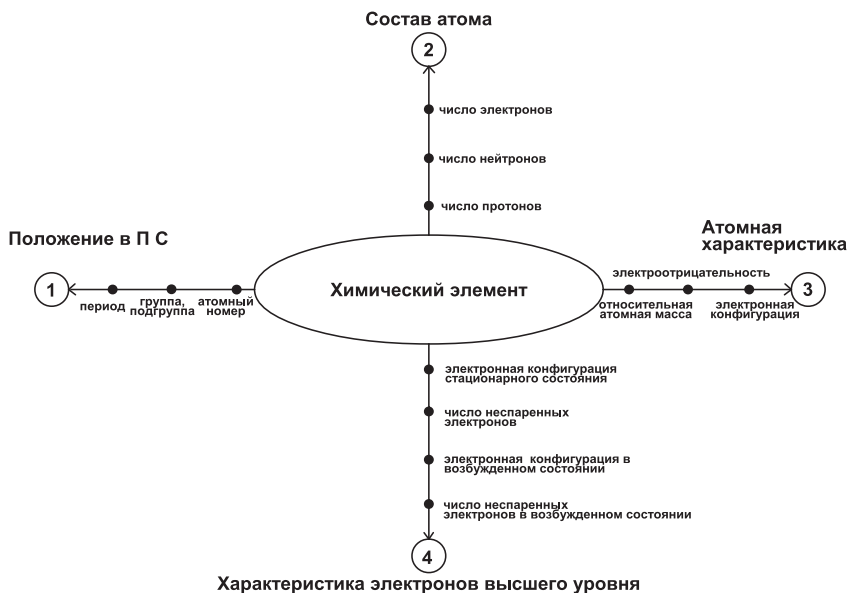 Состав атома
2
число электронов
число нейтронов
число протонов
Положение в П С
1
период
группа,
подгруппа
атомный
номер
Химический элемент
Атомная
характеристика
электроотрицательность
относительная
атомная масса
электронная
конфигурация
3
электронная конфигурация
стационарного состояния
число неспаренных
электронов
электронная конфигурация в
возбужденном состоянии
число неспаренных
электронов в возбужденном состоянии
4
Характеристика электронов высшего уровня